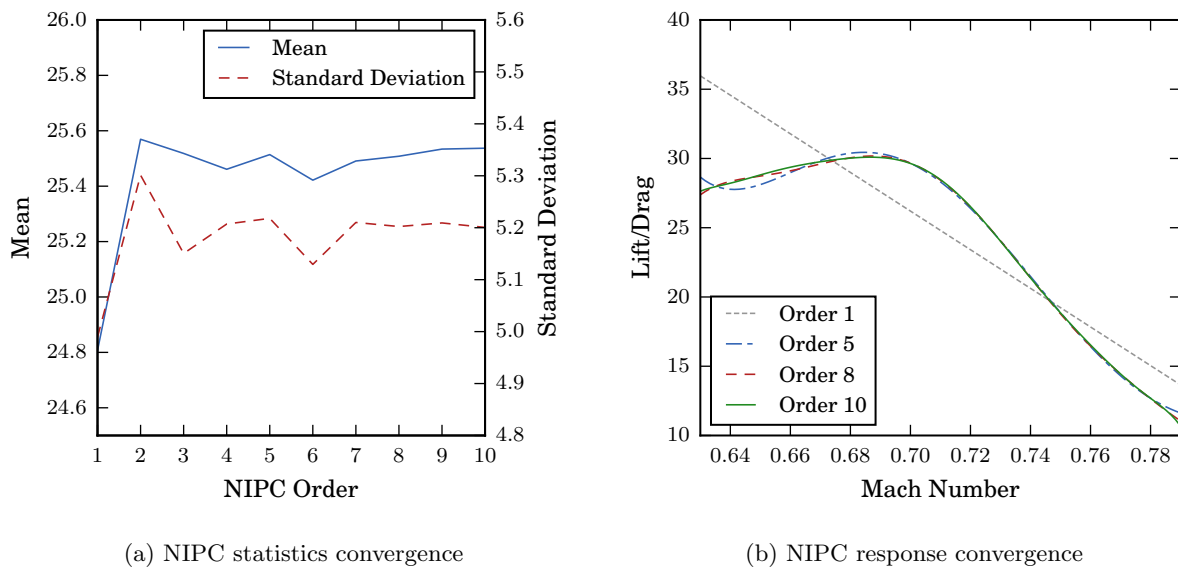 26.0
25.8
25.6
25.4
25.2
25.0
24.8
24.6
Mean
Mean
Standard Deviation
5.6
5.5
5.4
5.3
5.2
5.1
5.0
4.9
4.8
Standard Deviation
1 2 3 4 5 6 7 8 9 10
NIPC Order
(a) NIPC statistics convergence
40
35
30
25
20
15
10
Lift/Drag
Order 1
Order 5
Order 8
Order 10
0.64 0.66 0.68 0.70 0.72 0.74 0.76 0.78
Mach Number
(b) NIPC response convergence